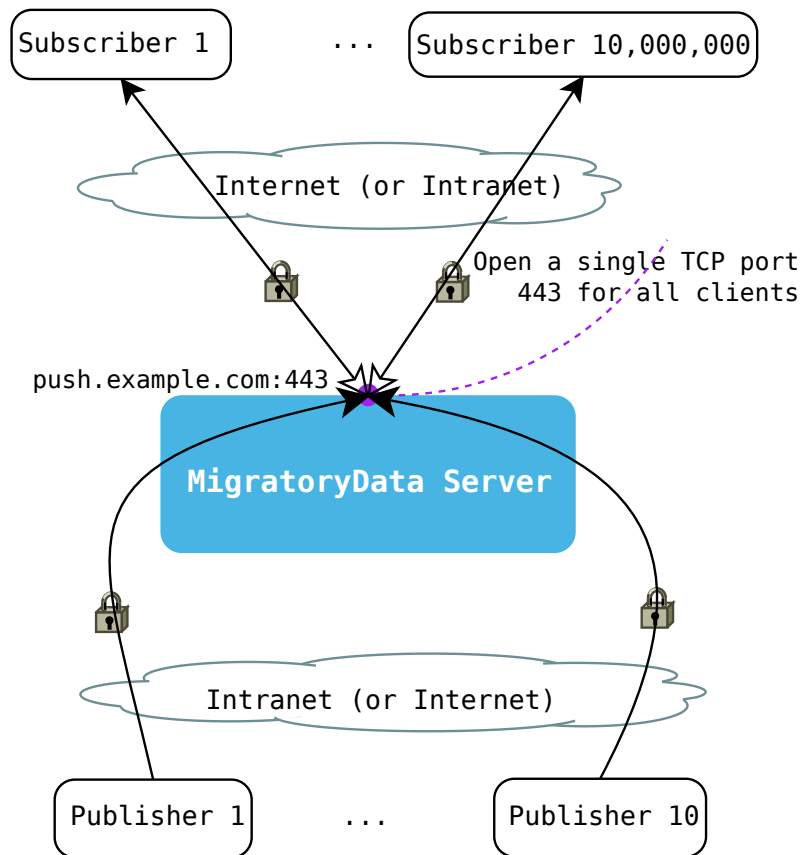 Subscriber 1
...
Subscriber 10,000,000
Internet (or Intranet)
Open a single TCP port
443 for all clients
push.example.com:443
MigratoryData Server
Intranet (or Internet)
Publisher 1
...
Publisher 10